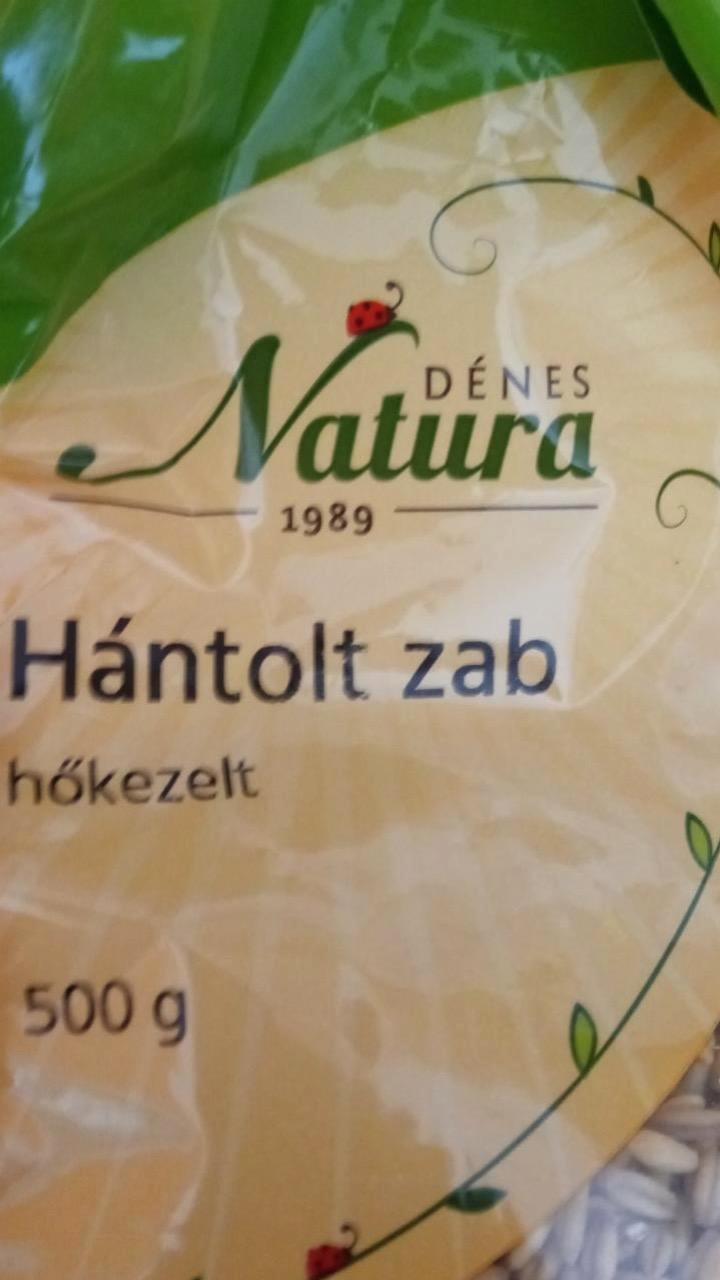 DÉNES
Natura
1989
Hántolt zab
hőkezelt
500 g